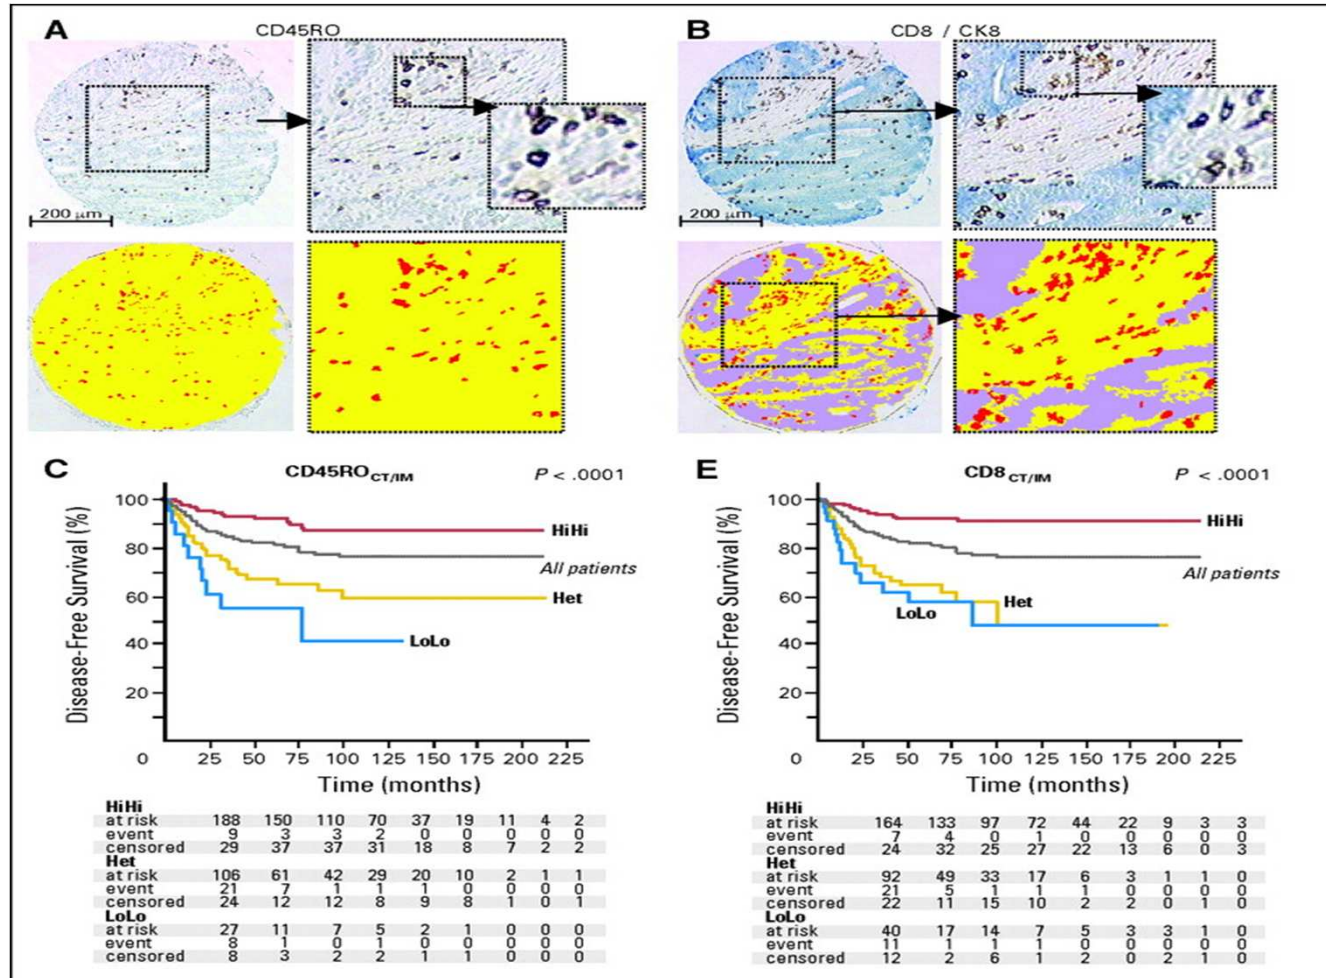 A
CD45RO
200 µm
B
CD8 / CK8
200 µm
C
CD45RO CT/IM
P < .0001
Disease-Free Survival (%)
100
80
60
40
20
0
HiHi
All patients
Het
LoLo
25 50 75 100 125 150 175 200 225
Time (months)
HiHi
at risk 188 150 110 70 37 19 11 4 2
event 9 3 3 2 0 0 0 0 0
censored 29 37 37 31 18 8 7 2 2
Het
at risk 106 61 42 29 20 10 2 1 1
event 21 7 1 1 1 0 0 0 0
censored 24 12 12 8 9 8 1 0 1
LoLo
at risk 27 11 7 5 2 1 0 0 0
event 8 1 0 1 0 0 0 0 0
censored 8 3 2 2 1 1 0 0 0
E
CD8 CT/IM
P < .0001
Disease-Free Survival (%)
100
80
60
40
20
0
HiHi
All patients
Het
LoLo
25 50 75 100 125 150 175 200 225
Time (months)
HiHi
at risk 164 133 97 72 44 22 9 3 3
event 7 4 0 1 0 0 0 0 0
censored 24 32 25 27 22 13 6 0 3
Het
at risk 92 49 33 17 6 3 1 1 0
event 21 5 1 1 1 0 0 0 0
censored 22 11 15 10 2 2 0 1 0
LoLo
at risk 40 17 14 7 5 3 3 1 0
event 11 1 1 1 0 0 0 0 0
censored 12 2 6 1 2 0 2 1 0